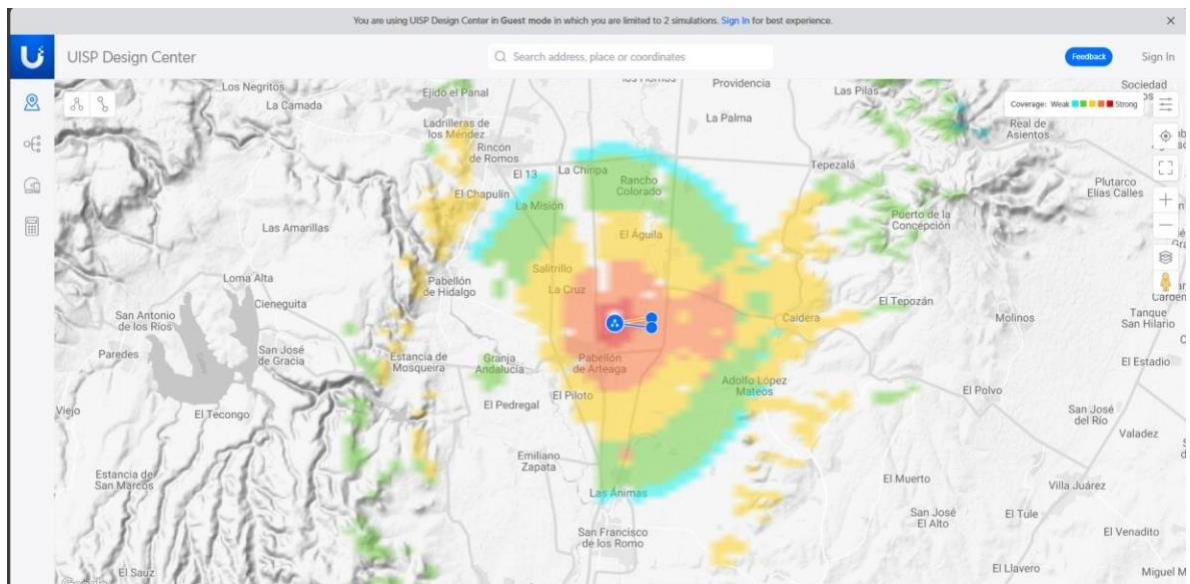 You are using UISP Design Center in Guest mode in which you are limited to 2 simulations. Sign In for best experience.
UISP Design Center
Search address, place or coordinates
Feedback
Sign In
Los Negritos
La Camada
Ejido el Panal
Providencia
Las Pilas
Sociedad
Coverage: Weak
Strong
Ladrilleras de
los Méndez
La Palma
Real de
Asientos
Rincón
de Romos
El 13
La Chiripa
Rancho
Colorado
Tepezalá
Plutarco
Elías Calles
El Chapulín
La Misión
Las Amarillas
El Águila
Puerto de la
Concepción
Loma Alta
Pabellón
de Hidalgo
Salitrillo
La Cruz
Cieneguita
El Tepozán
Molinos
San Antonio
de los Ríos
Caldera
Tanque
San Hilario
Paredes
San José
de Gracia
Estancia de
Mosqueira
Granja
Andalucía
Pabellón
de Arteaga
El Estadio
Adolfo López
Mateos
El Polvo
Viejo
El Tecongo
El Pedregal
El Piloto
San José
del Río
Valadez
Emiliano
Zapata
Estancia de
San Marcos
Las Ánimas
El Muerto
Villa Juárez
San José
El Alto
El Tule
San Francisco
de los Romo
El Venadito
El Sauz
El Llavero
Miguel M